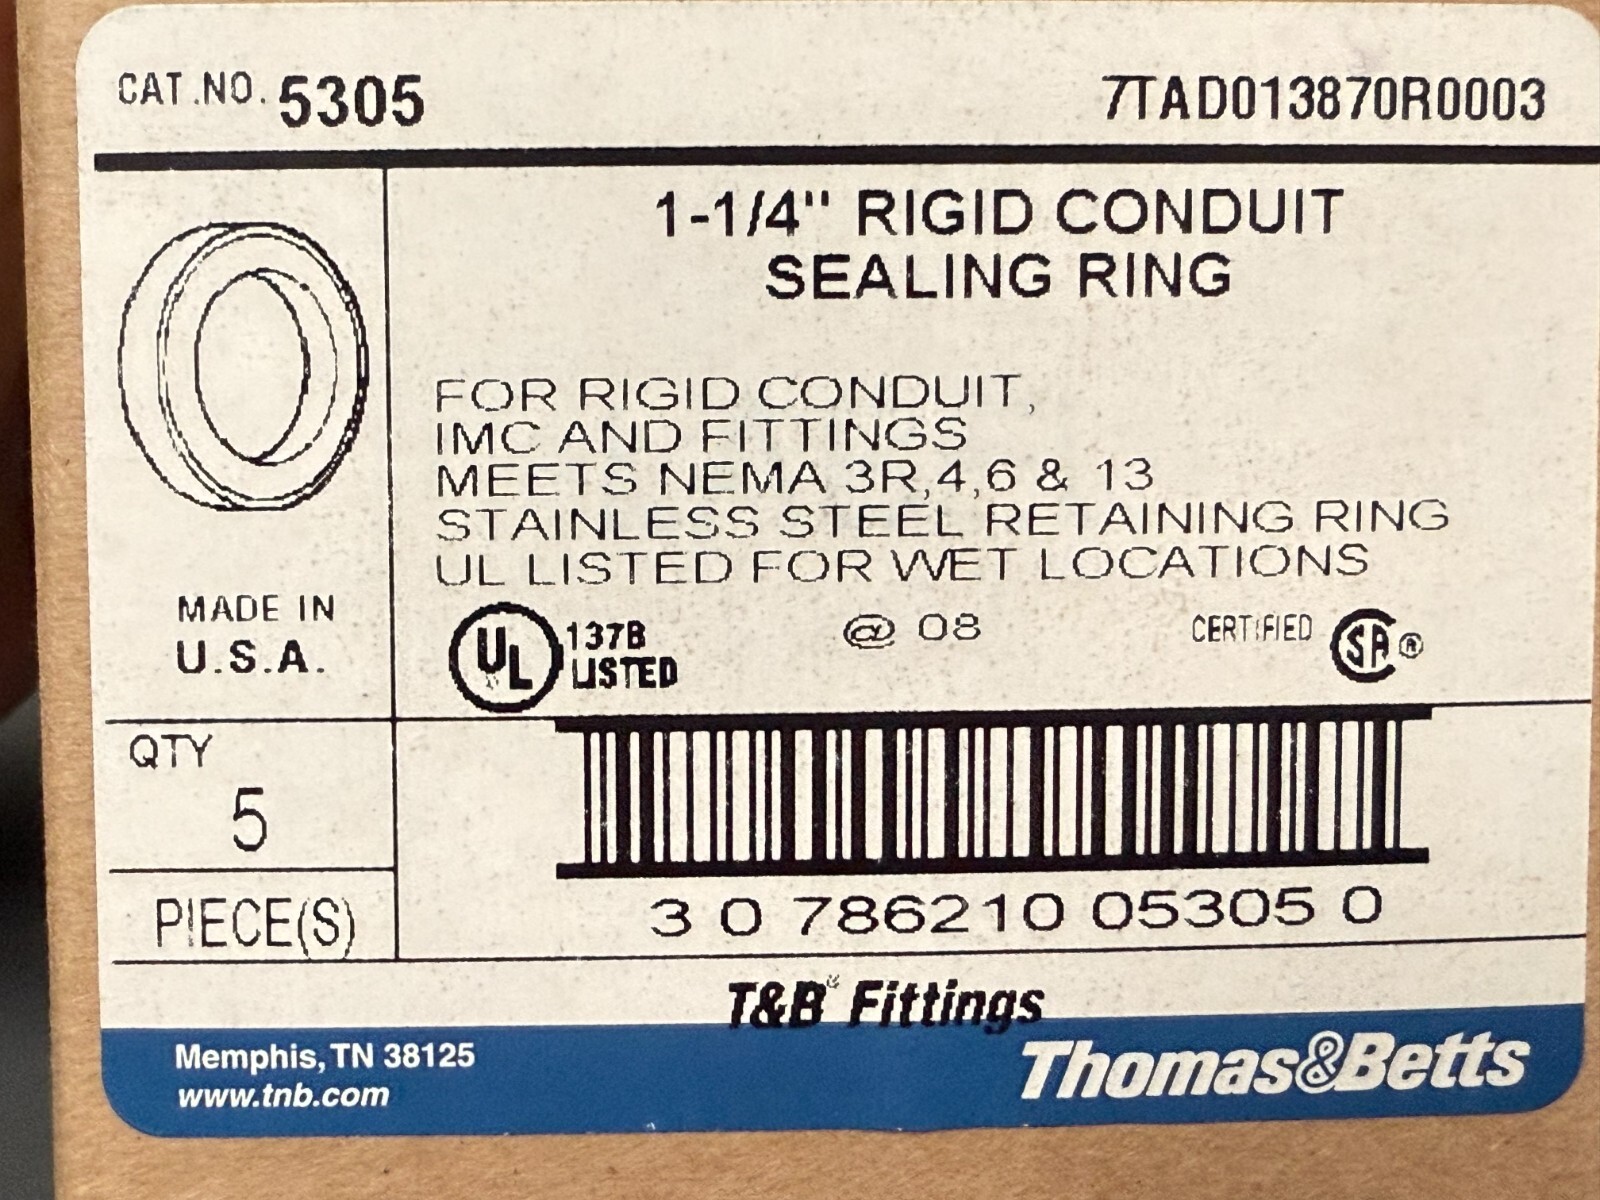 CAT.NO. 5305
7TAD013870R0003
1-1/4" RIGID CONDUIT
SEALING RING
FOR RIGID CONDUIT,
IMC AND FITTINGS
MEETS NEMA 3R,4,6 & 13
STAINLESS STEEL RETAINING RING
UL LISTED FOR WET LOCATIONS
MADE IN
U.S.A.
UL 137B
LISTED
@ 08
CERTIFIED SA®
QTY
5
PIECE(S)
3 0 786210 05305 0
T&B® Fittings
Memphis, TN 38125
www.tnb.com
Thomas&Betts